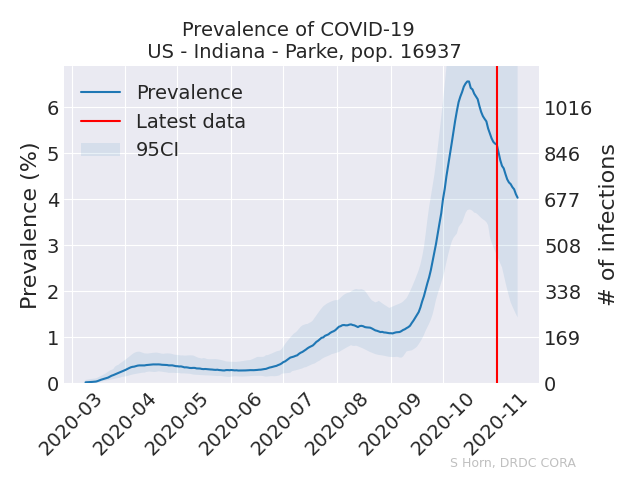 Prevalence of COVID-19
US - Indiana - Parke, pop. 16937
Prevalence
Latest data
95CI
Prevalence (%)
6
5
4
3
2
1
0
1016
846
677
508
338
169
0
# of infections
2020-03
2020-04
2020-05
2020-06
2020-07
2020-08
2020-09
2020-10
2020-11
S Horn, DRDC CORA